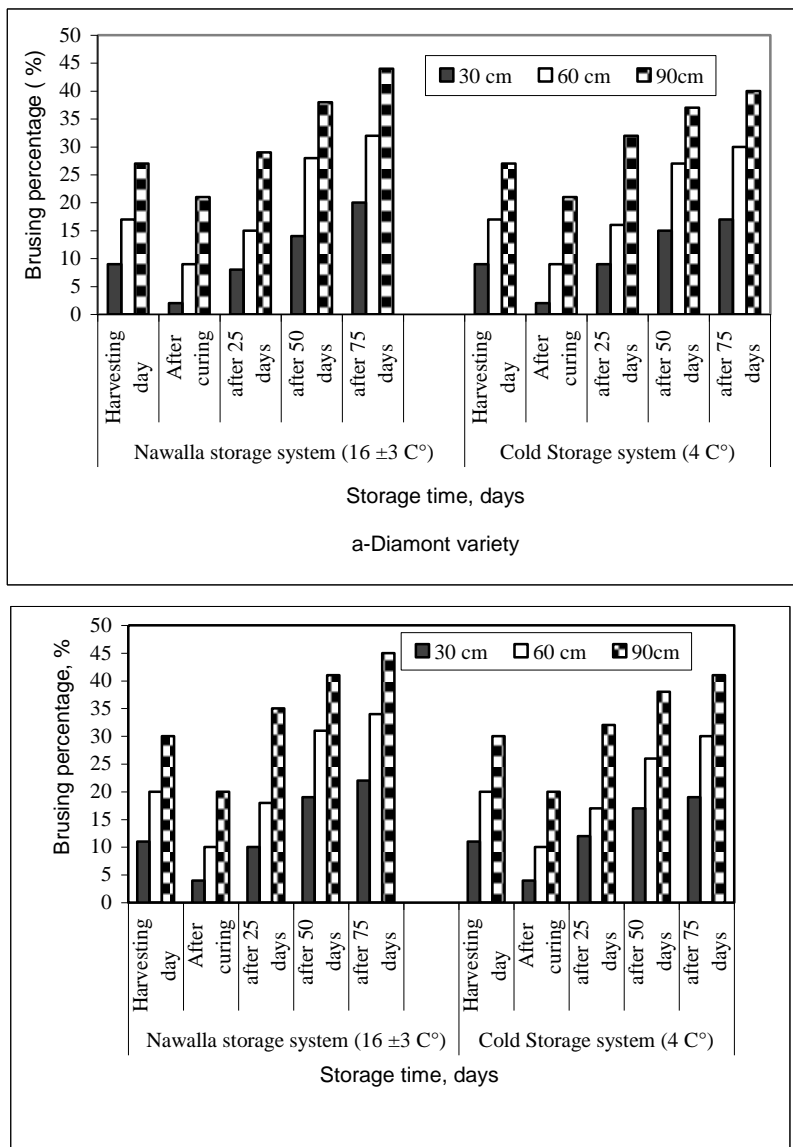 Brusing percentage ( %)
50
45
40
35
30
25
20
15
10
5
0
30 cm 60 cm 90cm
Harvesting
day
After
curing
after 25
days
after 50
days
after 75
days
Harvesting
day
After
curing
after 25
days
after 50
days
after 75
days
Nawalla storage system (16 ±3 C°) Cold Storage system (4 C°)
Storage time, days
a-Diamont variety
Brusing percentage, %
50
45
40
35
30
25
20
15
10
5
0
30 cm 60 cm 90cm
Harvesting
day
After
curing
after 25
days
after 50
days
after 75
days
Harvesting
day
After
curing
after 25
days
after 50
days
after 75
days
Nawalla storage system (16 ±3 C°) Cold Storage system (4 C°)
Storage time, days